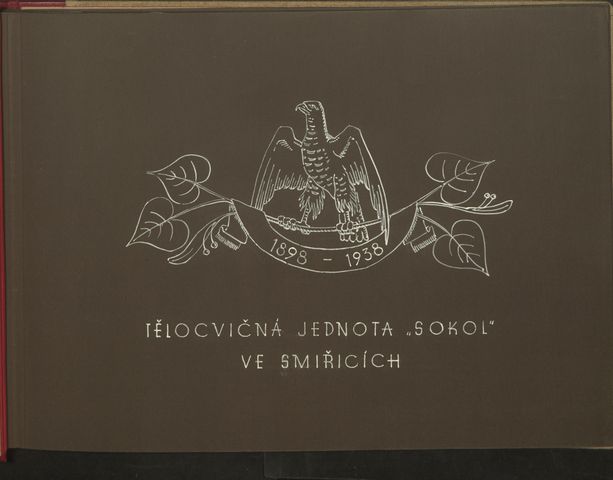 1898 - 1938
TĚLOCVIČNÁ JEDNOTA „SOKOL"
VE SMIŘICÍCH